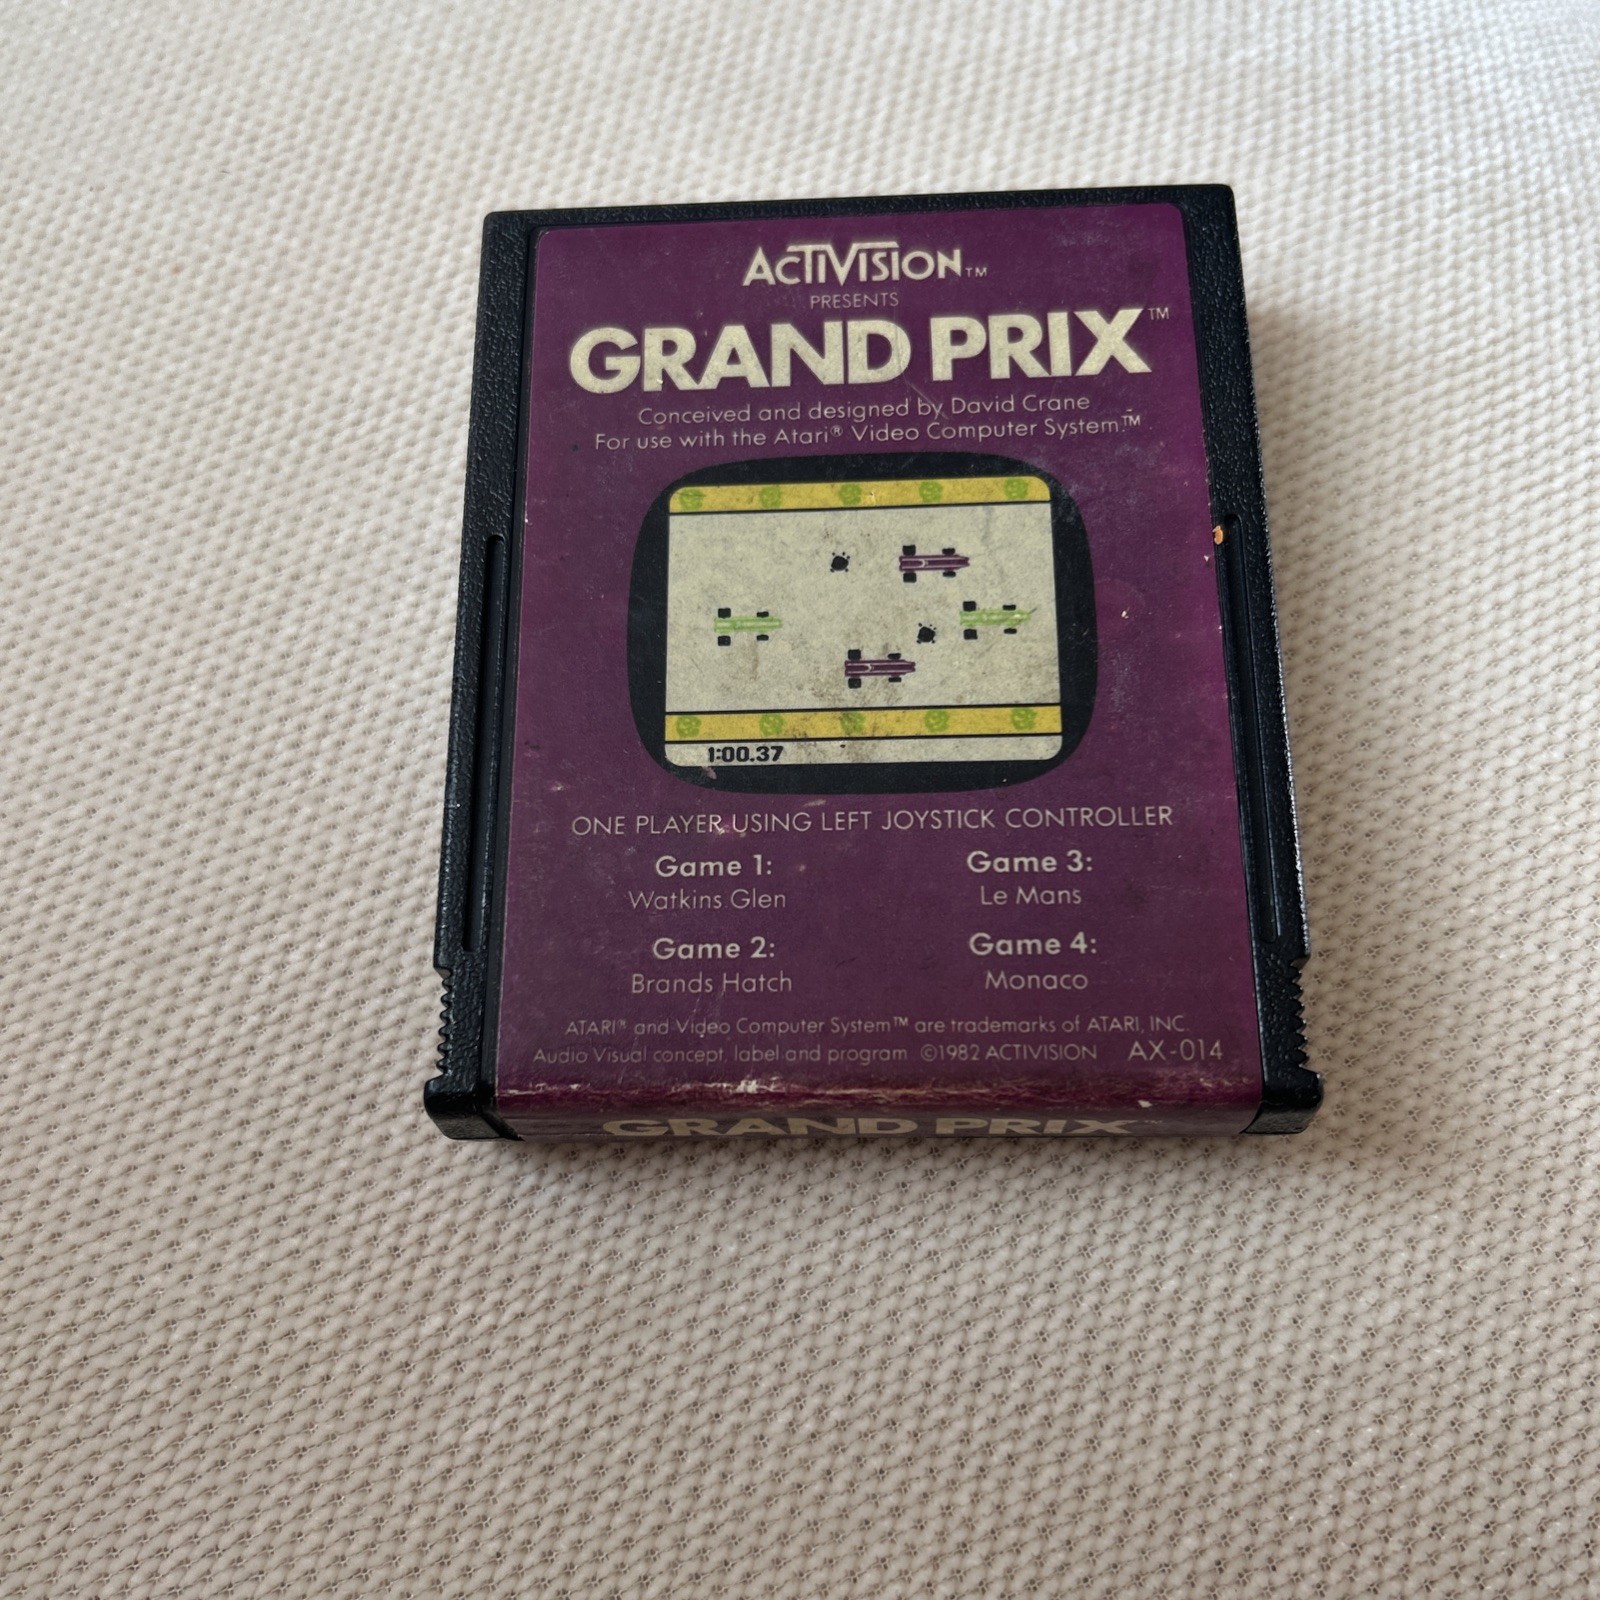 ACTIVISION™
PRESENTS
GRAND PRIX™
Conceived and designed by David Crane
For use with the Atari® Video Computer System™.
1:00.37
ONE PLAYER USING LEFT JOYSTICK CONTROLLER
Game 1:
Watkins Glen
Game 2:
Brands Hatch
Game 3:
Le Mans
Game 4:
Monaco
ATARI® and Video Computer System™ are trademarks of ATARI, INC.
Audio Visual concept, label and program ©1982 ACTIVISION AX-014
GRAND PRIX™